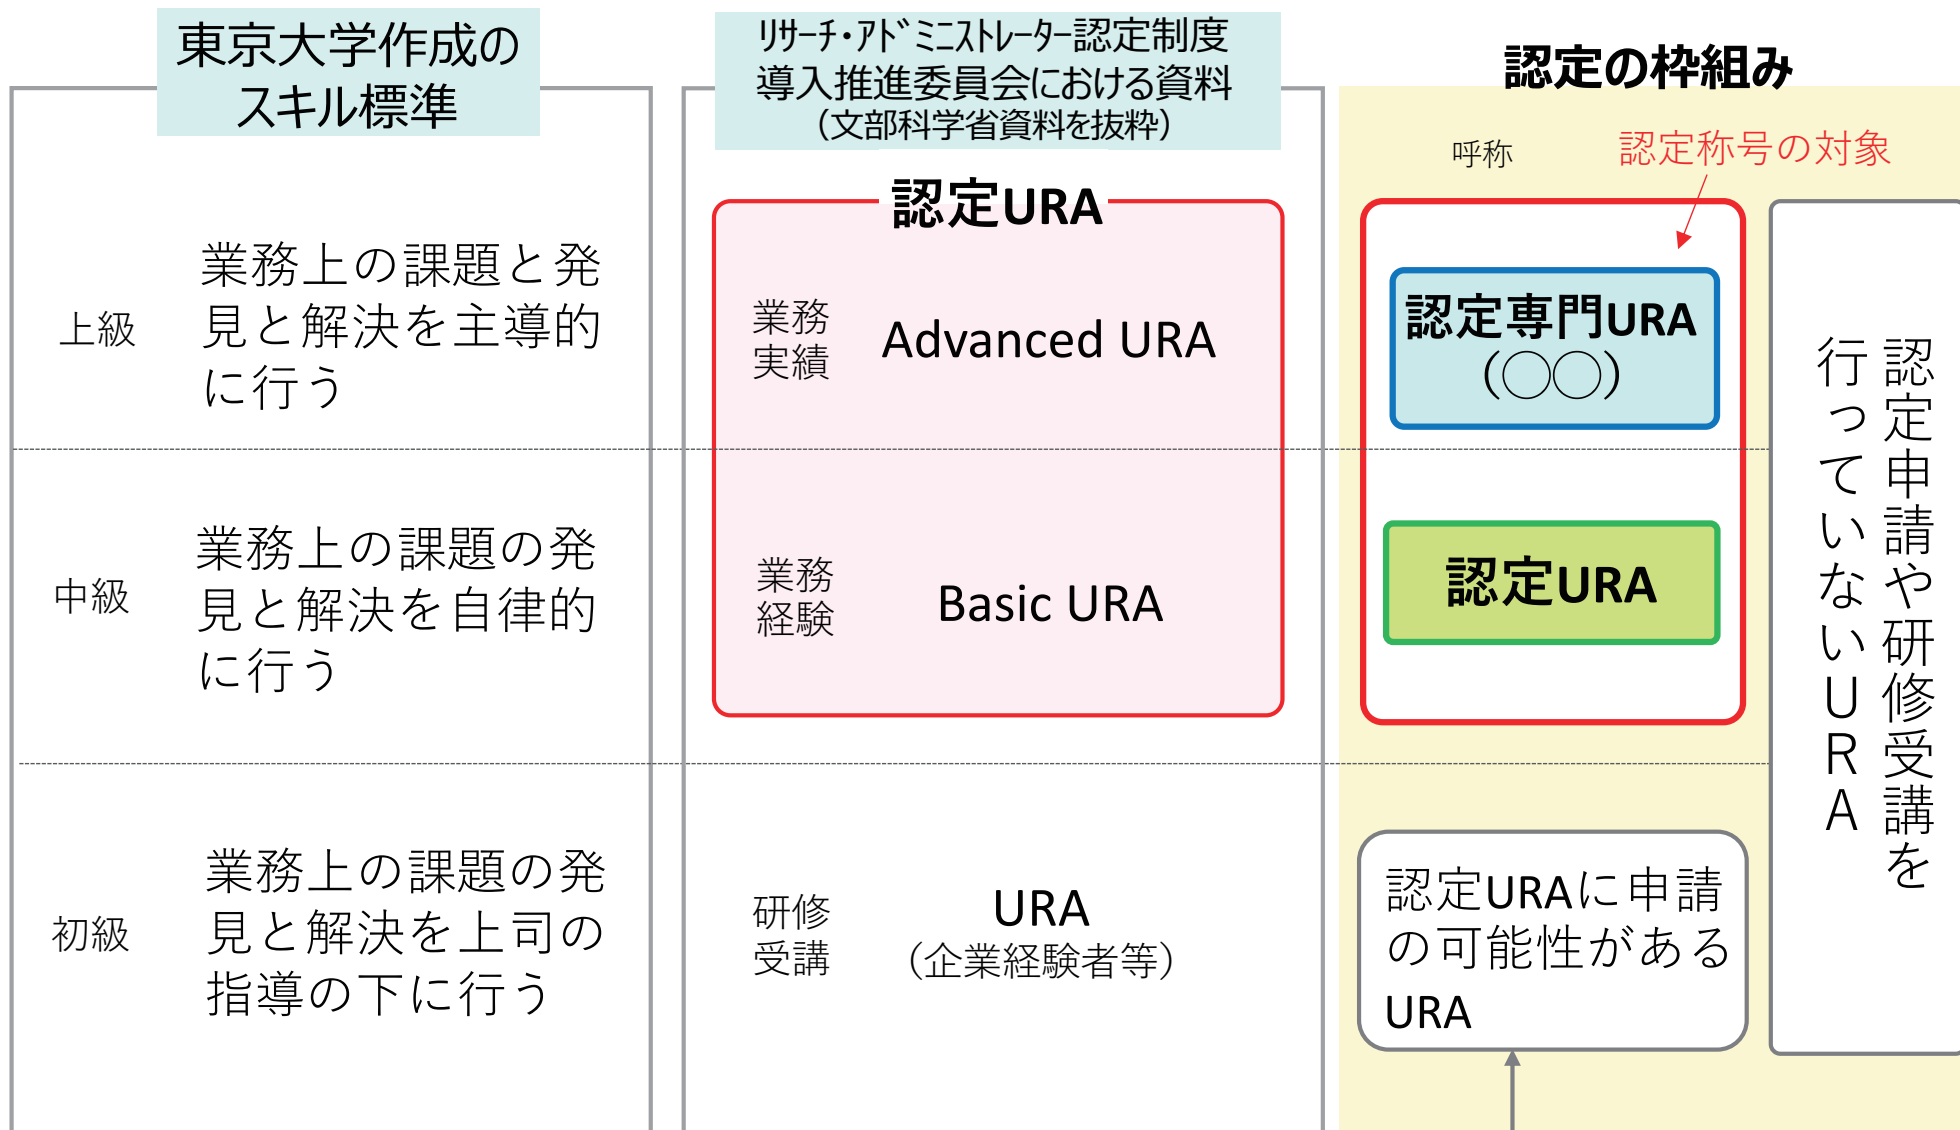 東京大学作成の
スキル標準
リサーチ・アドミニストレーター認定制度
導入推進委員会における資料
（文部科学省資料を抜粋）
認定の枠組み
呼称
認定称号の対象
上級
業務上の課題と発
見と解決を主導的
に行う
認定URA
業務
実績
Advanced URA
認定専門URA
（◯◯）
中級
業務上の課題の発
見と解決を自律的
に行う
業務
経験
Basic URA
認定URA
初級
業務上の課題の発
見と解決を上司の
指導の下に行う
研修
受講
URA
（企業経験者等）
認定URAに申請
の可能性がある
URA
認定申請や研修受講を
行っていないＵＲＡ